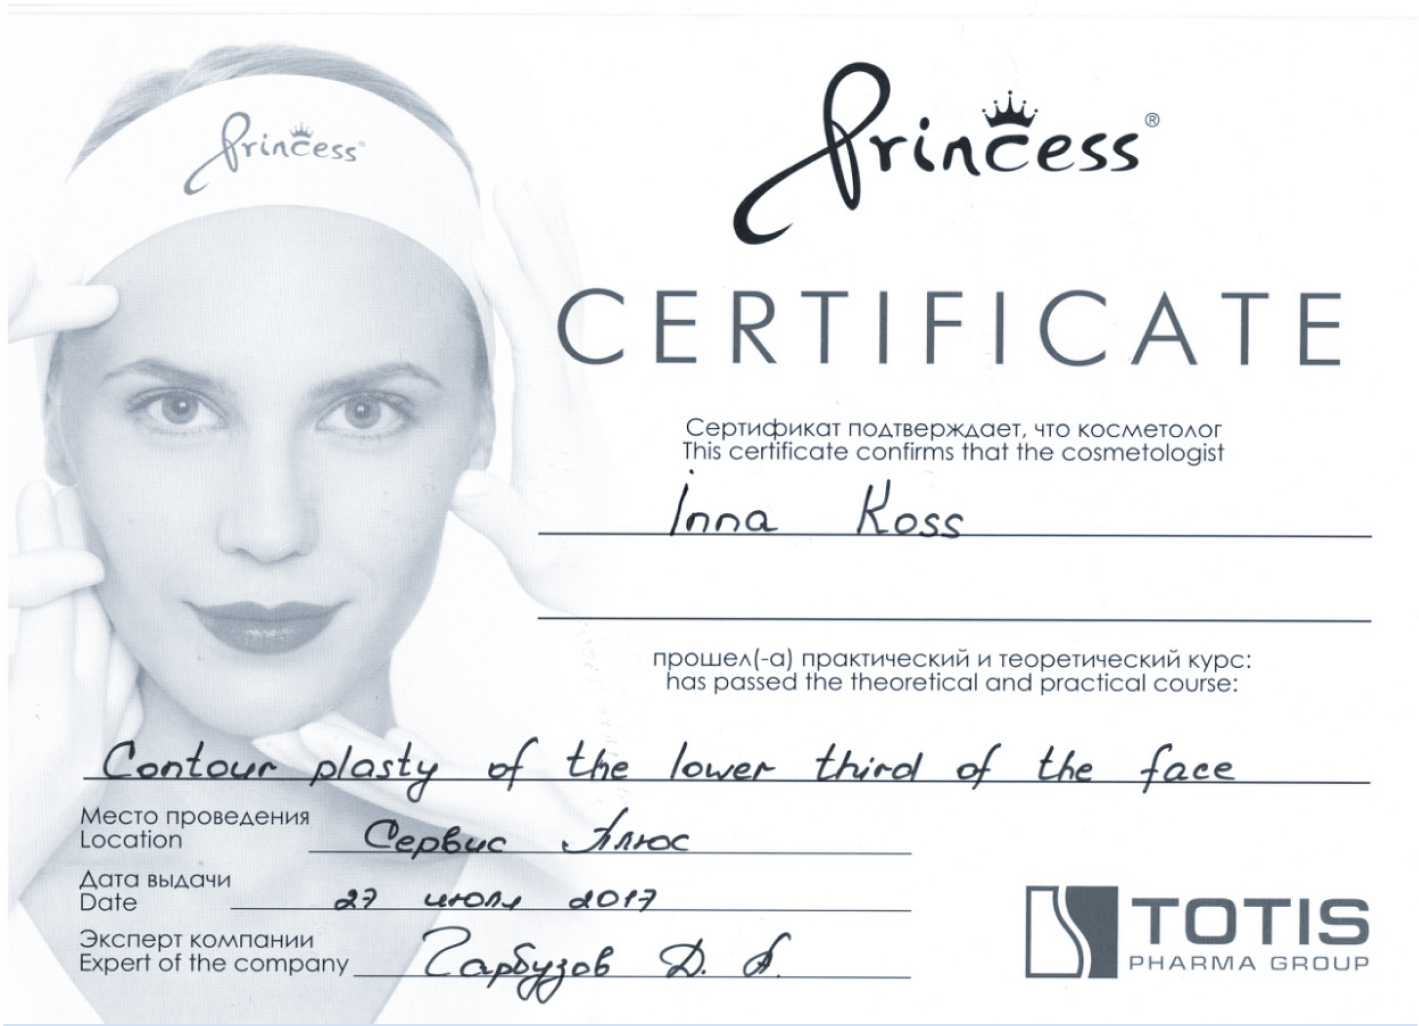 Princess
Princess®
CERTIFICATE
Сертификат подтверждает, что косметолог
This certificate confirms that the cosmetologist
Inna Koss
прошел(-а) практический и теоретический курс:
has passed the theoretical and practical course:
Contour plasty of the lower third of the face
Место проведения
Location
Сервис Плюс
Дата выдачи
Date
27 июля 2017
Эксперт компании
Expert of the company
Гарбузов Д. А.
TOTIS
PHARMA GROUP